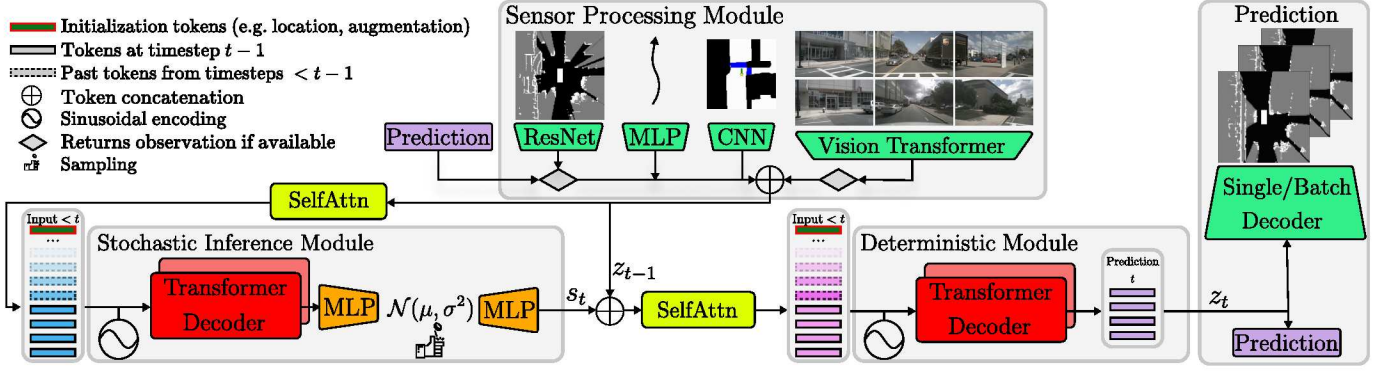 Initialization tokens (e.g. location, augmentation)
Tokens at timestep t − 1
Past tokens from timesteps < t − 1
Token concatenation
Sinusoidal encoding
Returns observation if available
Sampling
Sensor Processing Module
Prediction
ResNet
MLP
CNN
Vision Transformer
Prediction
Single/Batch
Decoder
SelfAttn
Input < t
...
Stochastic Inference Module
Transformer
Decoder
MLP
N(μ, σ²)
MLP
s_t
z_{t−1}
SelfAttn
Input < t
...
Deterministic Module
Transformer
Decoder
Prediction
t
z_t
Prediction